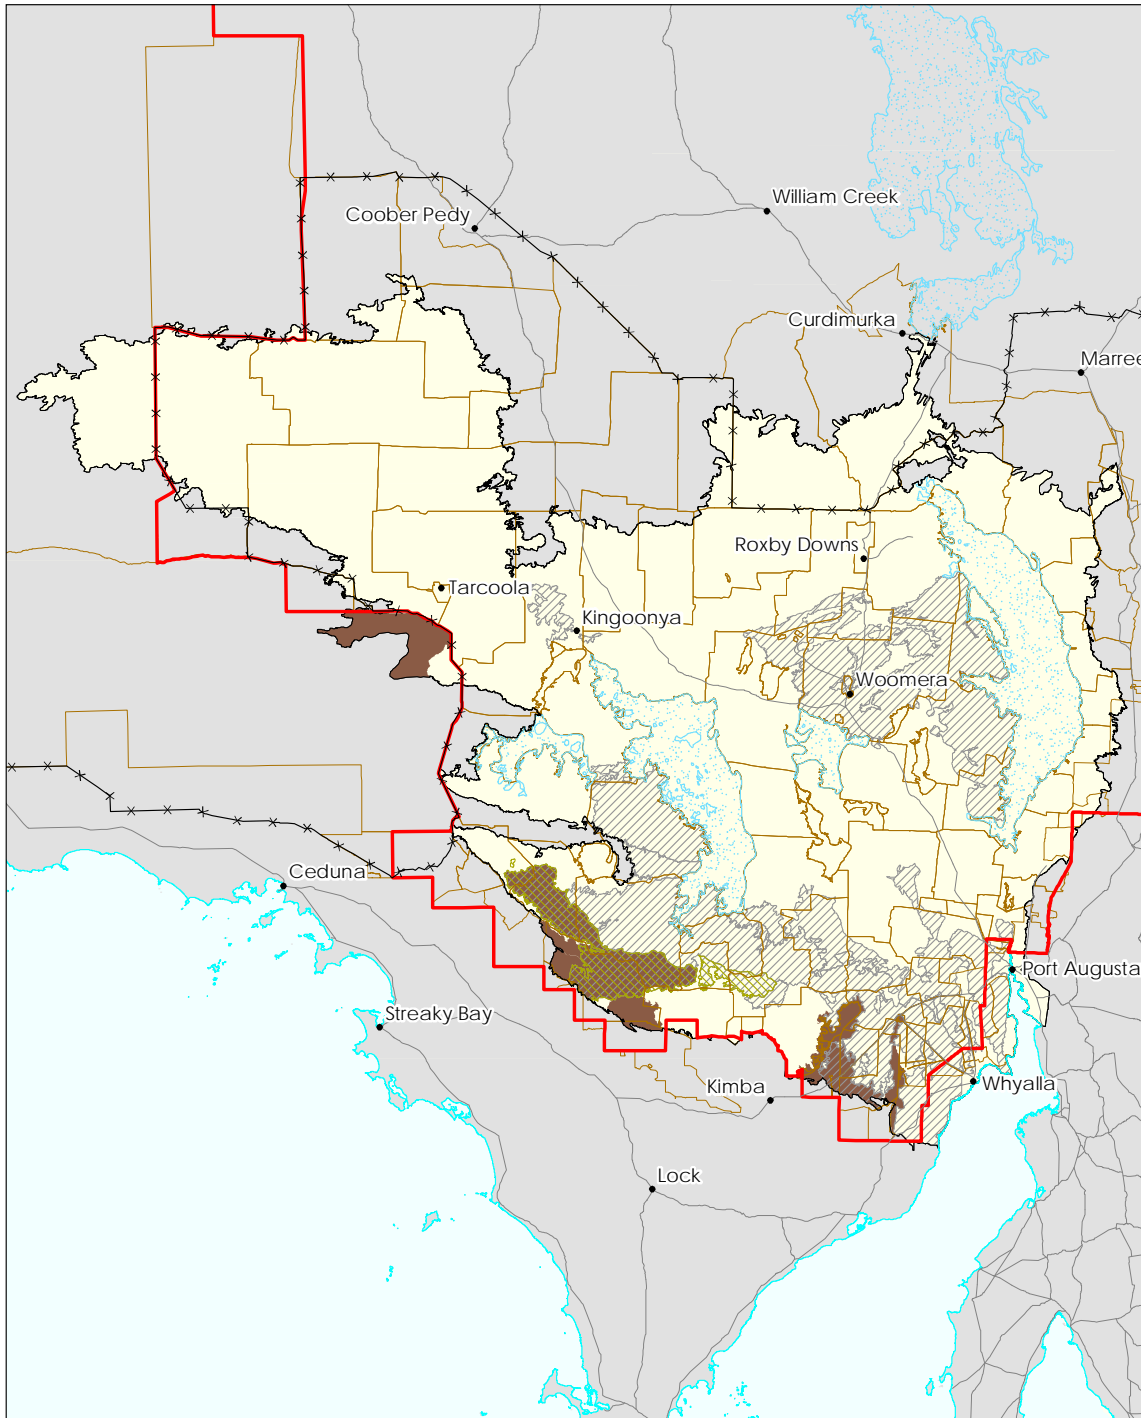 William Creek
Coober Pedy
Curdimurka
Marree
Roxby Downs
Tarcoola
Kingoonya
Woomera
Ceduna
Port Augusta
Streaky Bay
Whyalla
Kimba
Lock